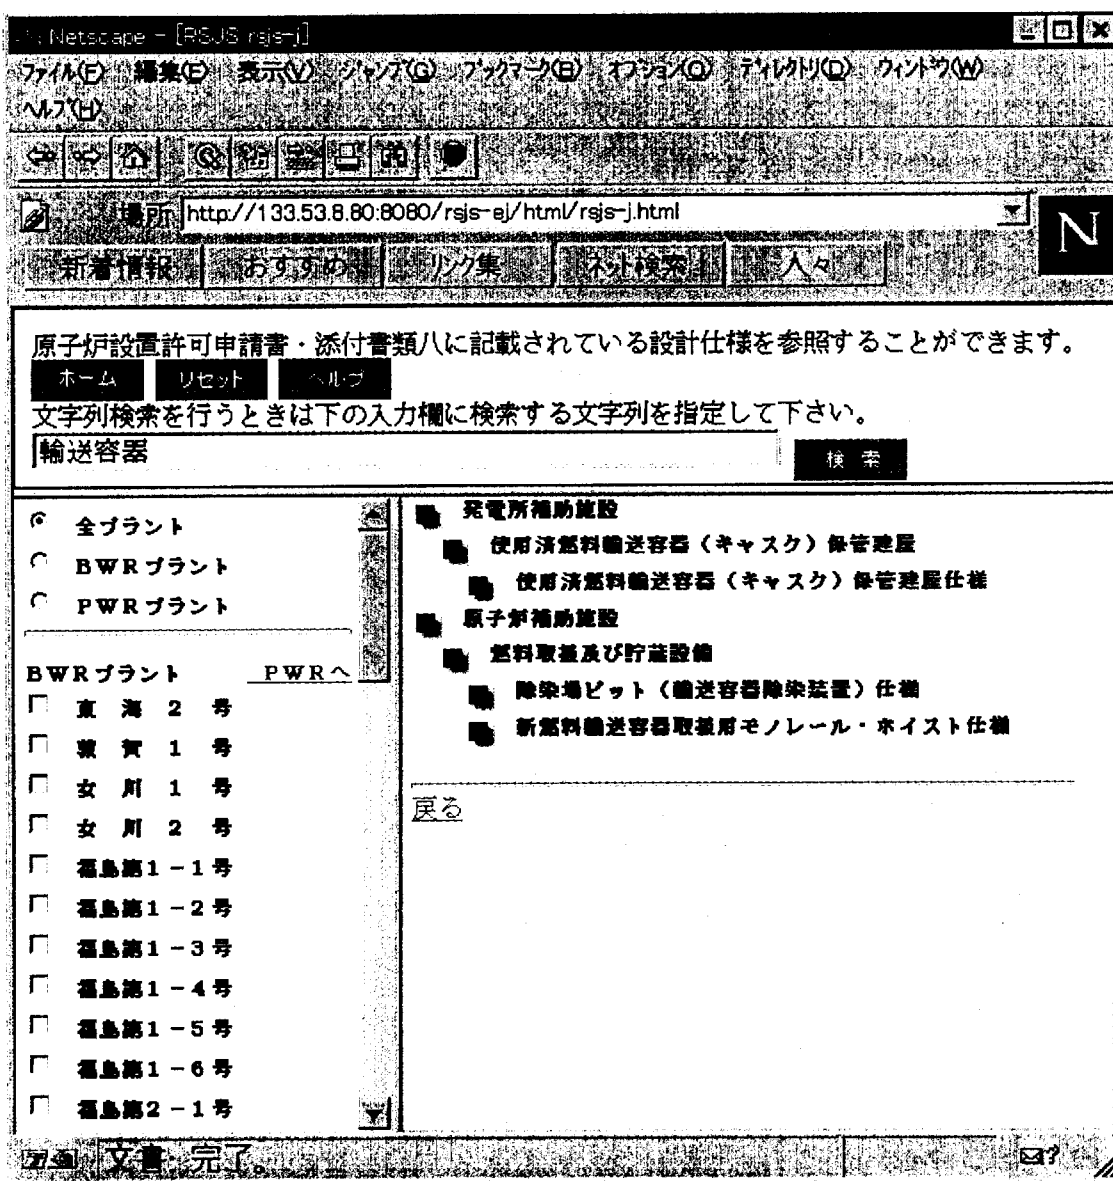 Netscape - [RSJS rsjs-j]
ファイル(F) 編集(E) 表示(V) ジャンプ(G) ブックマーク(B) オプション(O) ディレクトリ(D) ウィンドウ(W)
ヘルプ(H)
場所 http://133.53.8.80:8080/rsjs-ej/html/rsjs-j.html
N
新着情報 おすすめ リンク集 ネット検索 人々
原子炉設置許可申請書・添付書類八に記載されている設計仕様を参照することができます。
ホーム リセット ヘルプ
文字列検索を行うときは下の入力欄に検索する文字列を指定して下さい。
輸送容器 検索
全プラント
BWRプラント
PWRプラント
BWRプラント PWRへ
東海2号
敦賀1号
女川1号
女川2号
福島第1-1号
福島第1-2号
福島第1-3号
福島第1-4号
福島第1-5号
福島第1-6号
福島第2-1号
発電所補助施設
使用済燃料輸送容器(キャスク)保管建屋
使用済燃料輸送容器(キャスク)保管建屋仕様
原子炉補助施設
燃料取扱及び貯蔵設備
除染場ピット(輸送容器除染装置)仕様
新燃料輸送容器取扱用モノレール・ホイスト仕様
戻る
文書:完了。